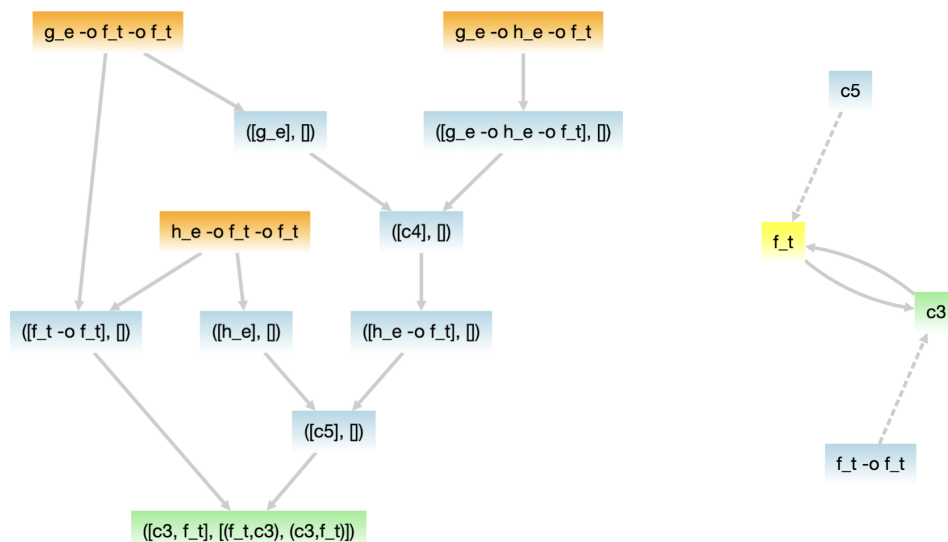 g_e -o f_t -o f_t
g_e -o h_e -o f_t
c5
([g_e], [])
([g_e -o h_e -o f_t], [])
h_e -o f_t -o f_t
([c4], [])
f_t
([f_t -o f_t], [])
([h_e], [])
([h_e -o f_t], [])
c3
([c5], [])
f_t -o f_t
([c3, f_t], [(f_t,c3), (c3,f_t)])